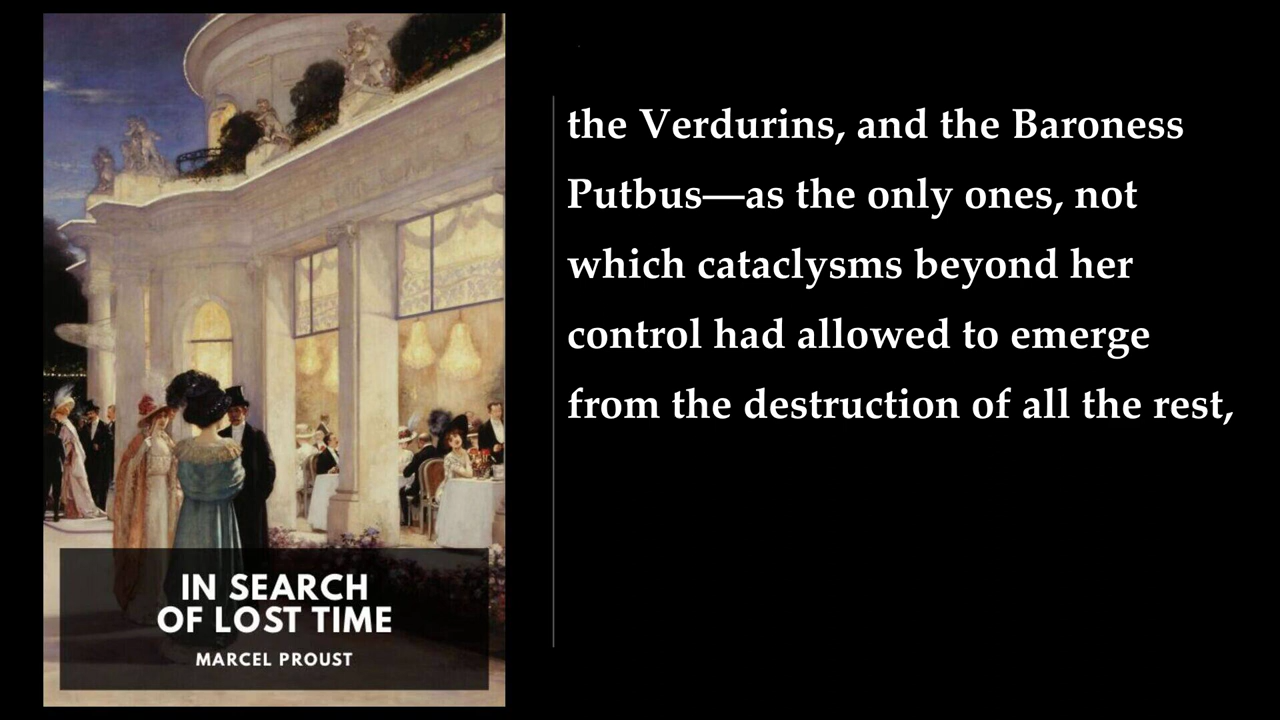 the Verdurins, and the Baroness
Putbus—as the only ones, not
which cataclysms beyond her
control had allowed to emerge
from the destruction of all the rest,
IN SEARCH
OF LOST TIME
MARCEL PROUST